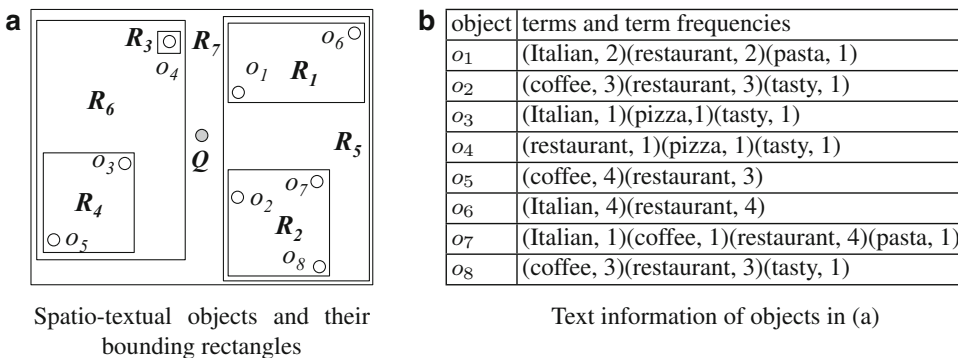 a
R3
R7
o6
o4
o1
R1
R6
Q
R5
o3
o7
R4
o2
R2
o5
o8
Spatio-textual objects and their
bounding rectangles
b
object terms and term frequencies
o1 (Italian, 2)(restaurant, 2)(pasta, 1)
o2 (coffee, 3)(restaurant, 3)(tasty, 1)
o3 (Italian, 1)(pizza,1)(tasty, 1)
o4 (restaurant, 1)(pizza, 1)(tasty, 1)
o5 (coffee, 4)(restaurant, 3)
o6 (Italian, 4)(restaurant, 4)
o7 (Italian, 1)(coffee, 1)(restaurant, 4)(pasta, 1)
o8 (coffee, 3)(restaurant, 3)(tasty, 1)
Text information of objects in (a)